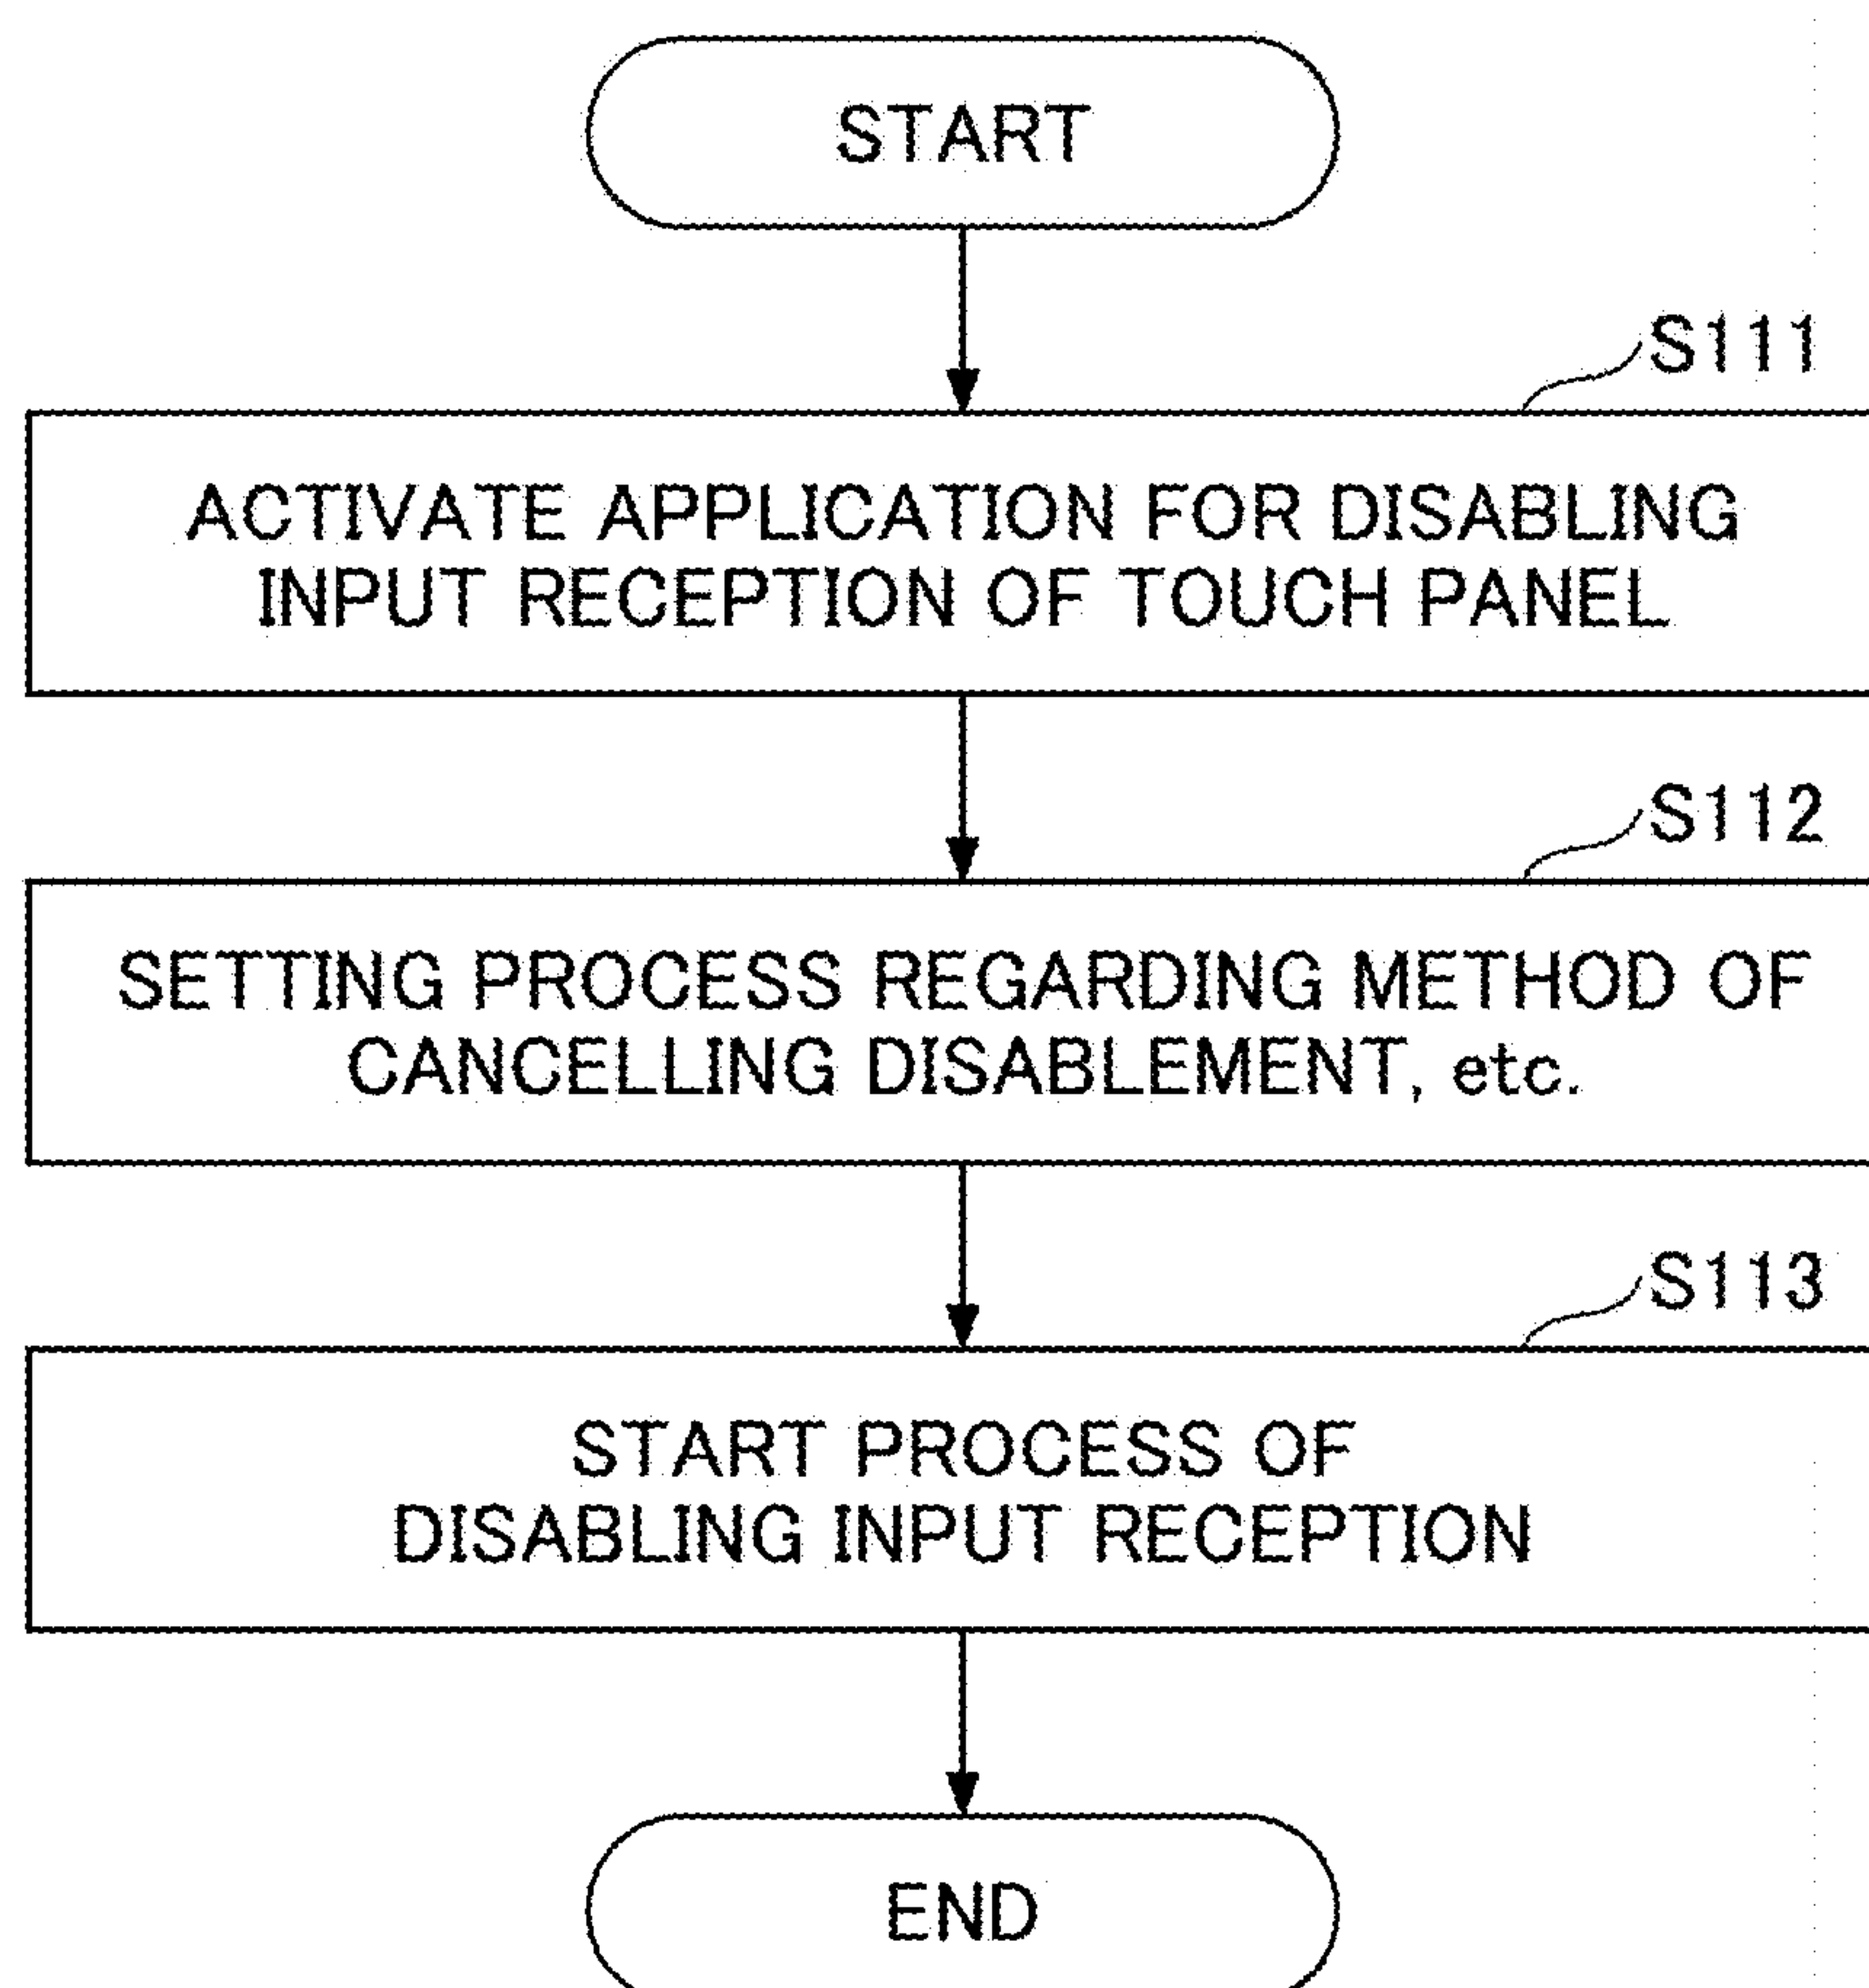 START
S111
ACTIVATE APPLICATION FOR DISABLING
INPUT RECEPTION OF TOUCH PANEL
S112
SETTING PROCESS REGARDING METHOD OF
CANCELLING DISABLEMENT, etc.
S113
START PROCESS OF
DISABLING INPUT RECEPTION
END